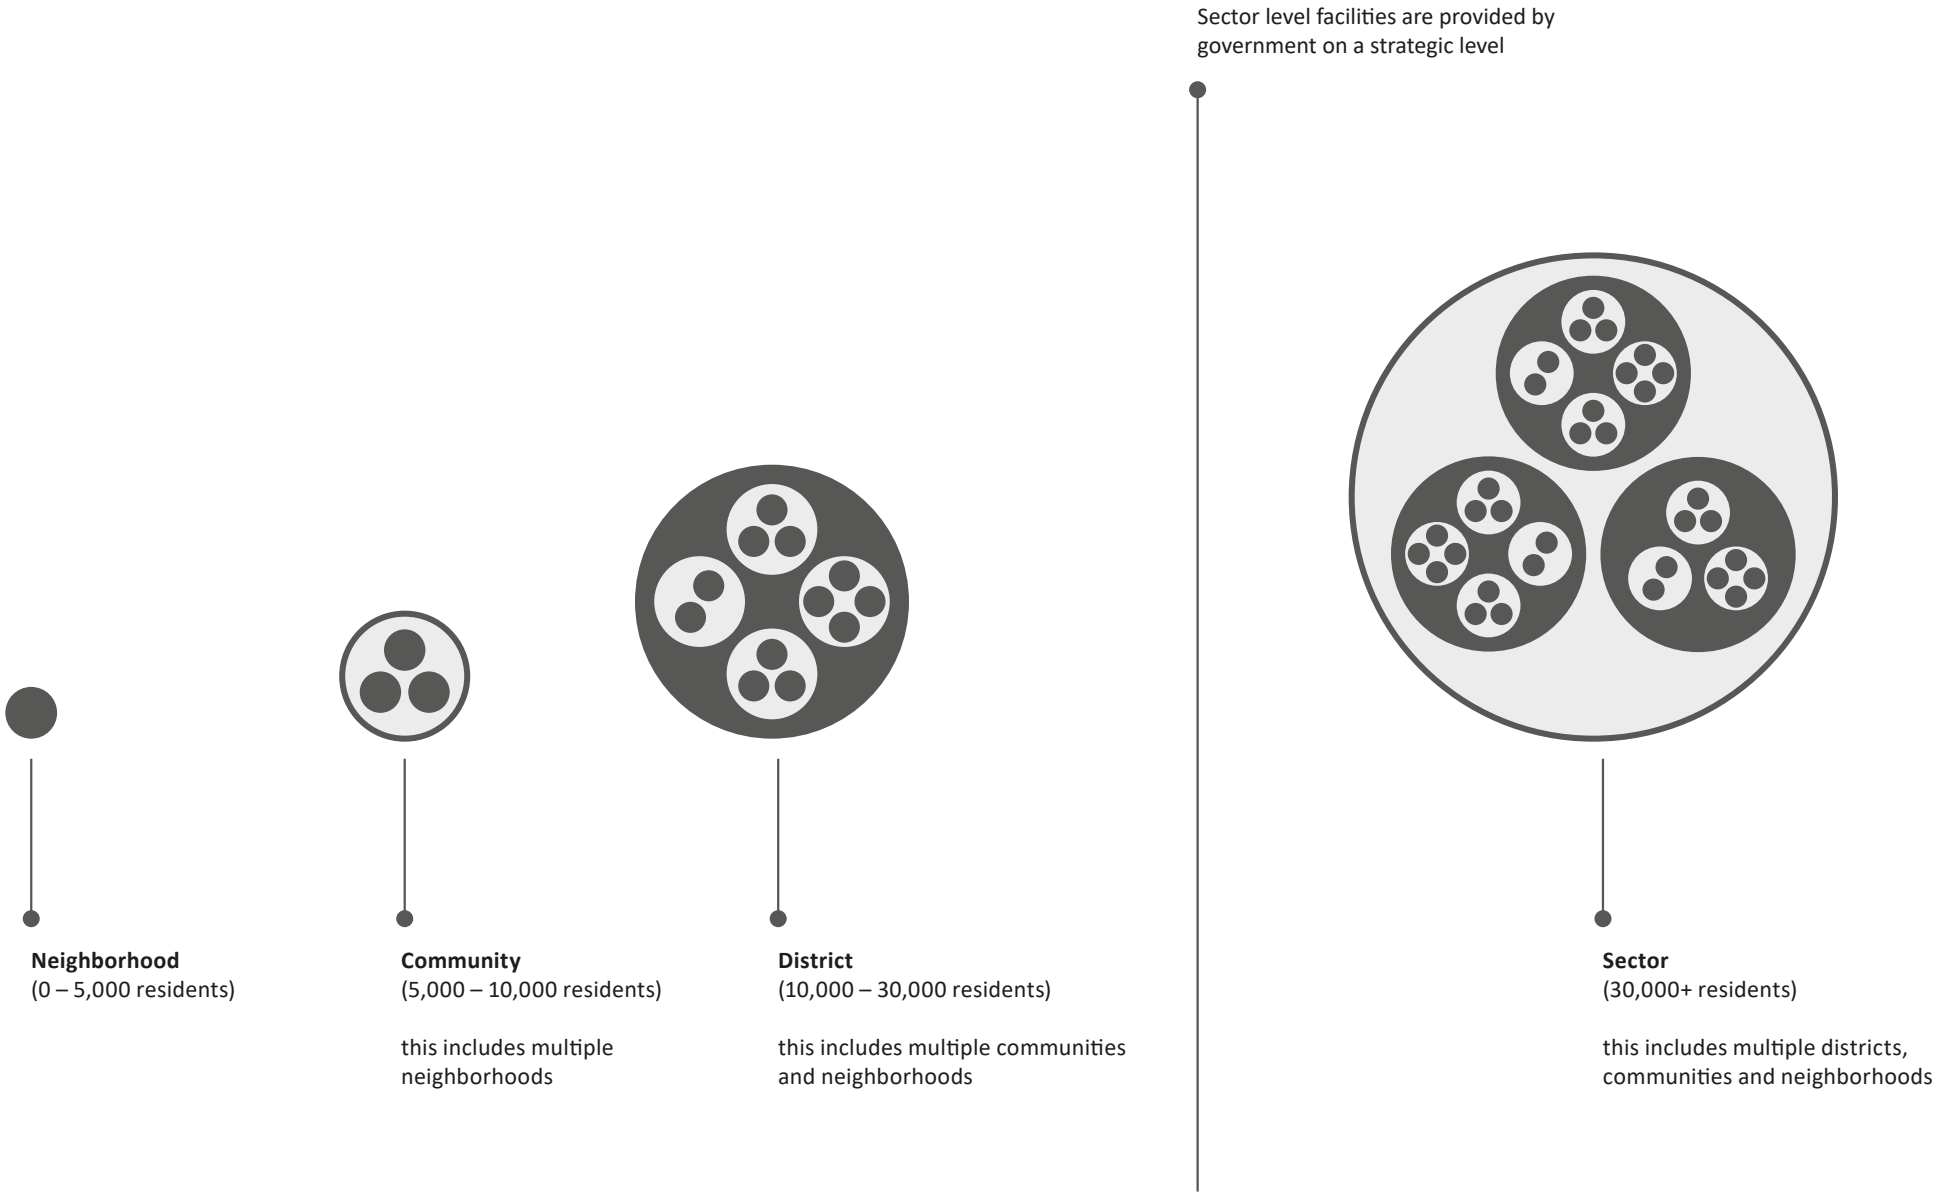 Sector level facilities are provided by
government on a strategic level
Neighborhood
(0 – 5,000 residents)
Community
(5,000 – 10,000 residents)
this includes multiple
neighborhoods
District
(10,000 – 30,000 residents)
this includes multiple communities
and neighborhoods
Sector
(30,000+ residents)
this includes multiple districts,
communities and neighborhoods